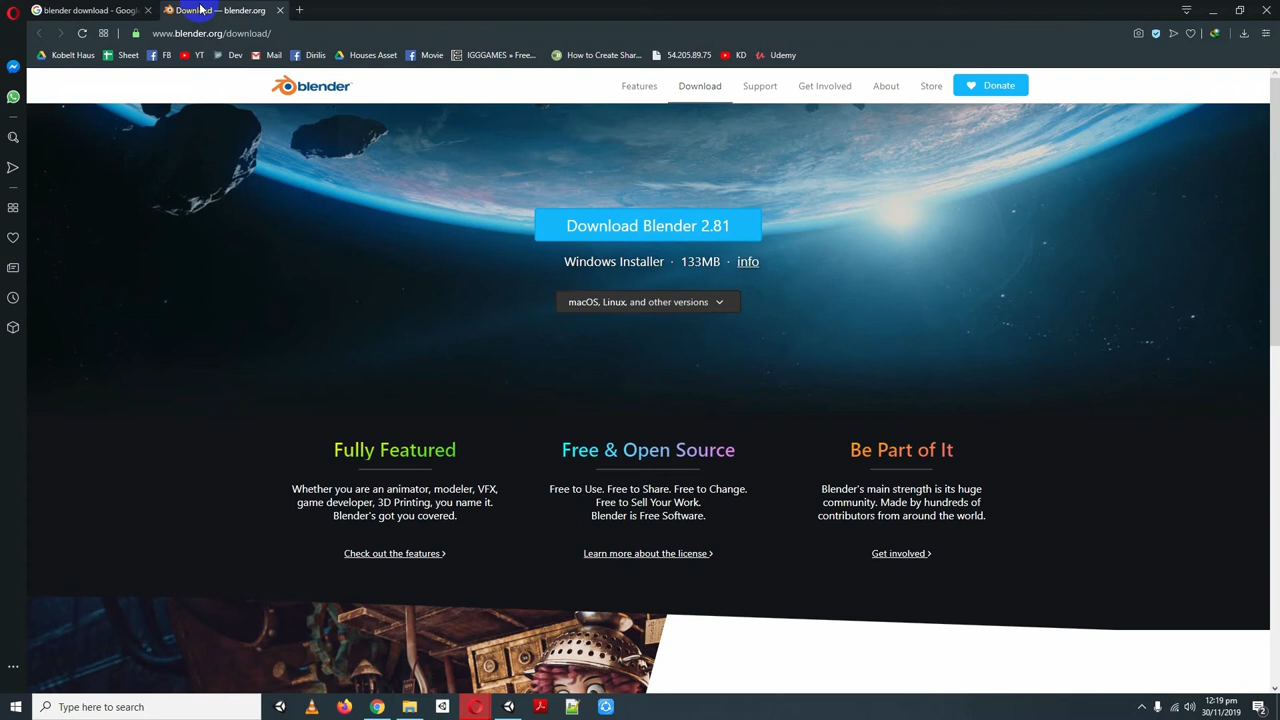 blender download - Googl
Download — blender.org
www.blender.org/download/
Kobelt Haus
Sheet
FB
YT
Dev
Mail
Dirilis
Houses Asset
Movie
IGGGAMES » Free...
How to Create Shar...
54.205.89.75
KD
Udemy
blender
Features
Download
Support
Get Involved
About
Store
Donate
Download Blender 2.81
Windows Installer · 133MB · info
macOS, Linux, and other versions
Fully Featured
Whether you are an animator, modeler, VFX,
game developer, 3D Printing, you name it.
Blender's got you covered.
Check out the features ›
Free & Open Source
Free to Use. Free to Share. Free to Change.
Free to Sell Your Work.
Blender is Free Software.
Learn more about the license ›
Be Part of It
Blender's main strength is its huge
community. Made by hundreds of
contributors from around the world.
Get involved ›
Type here to search
12:19 pm
30/11/2019
2